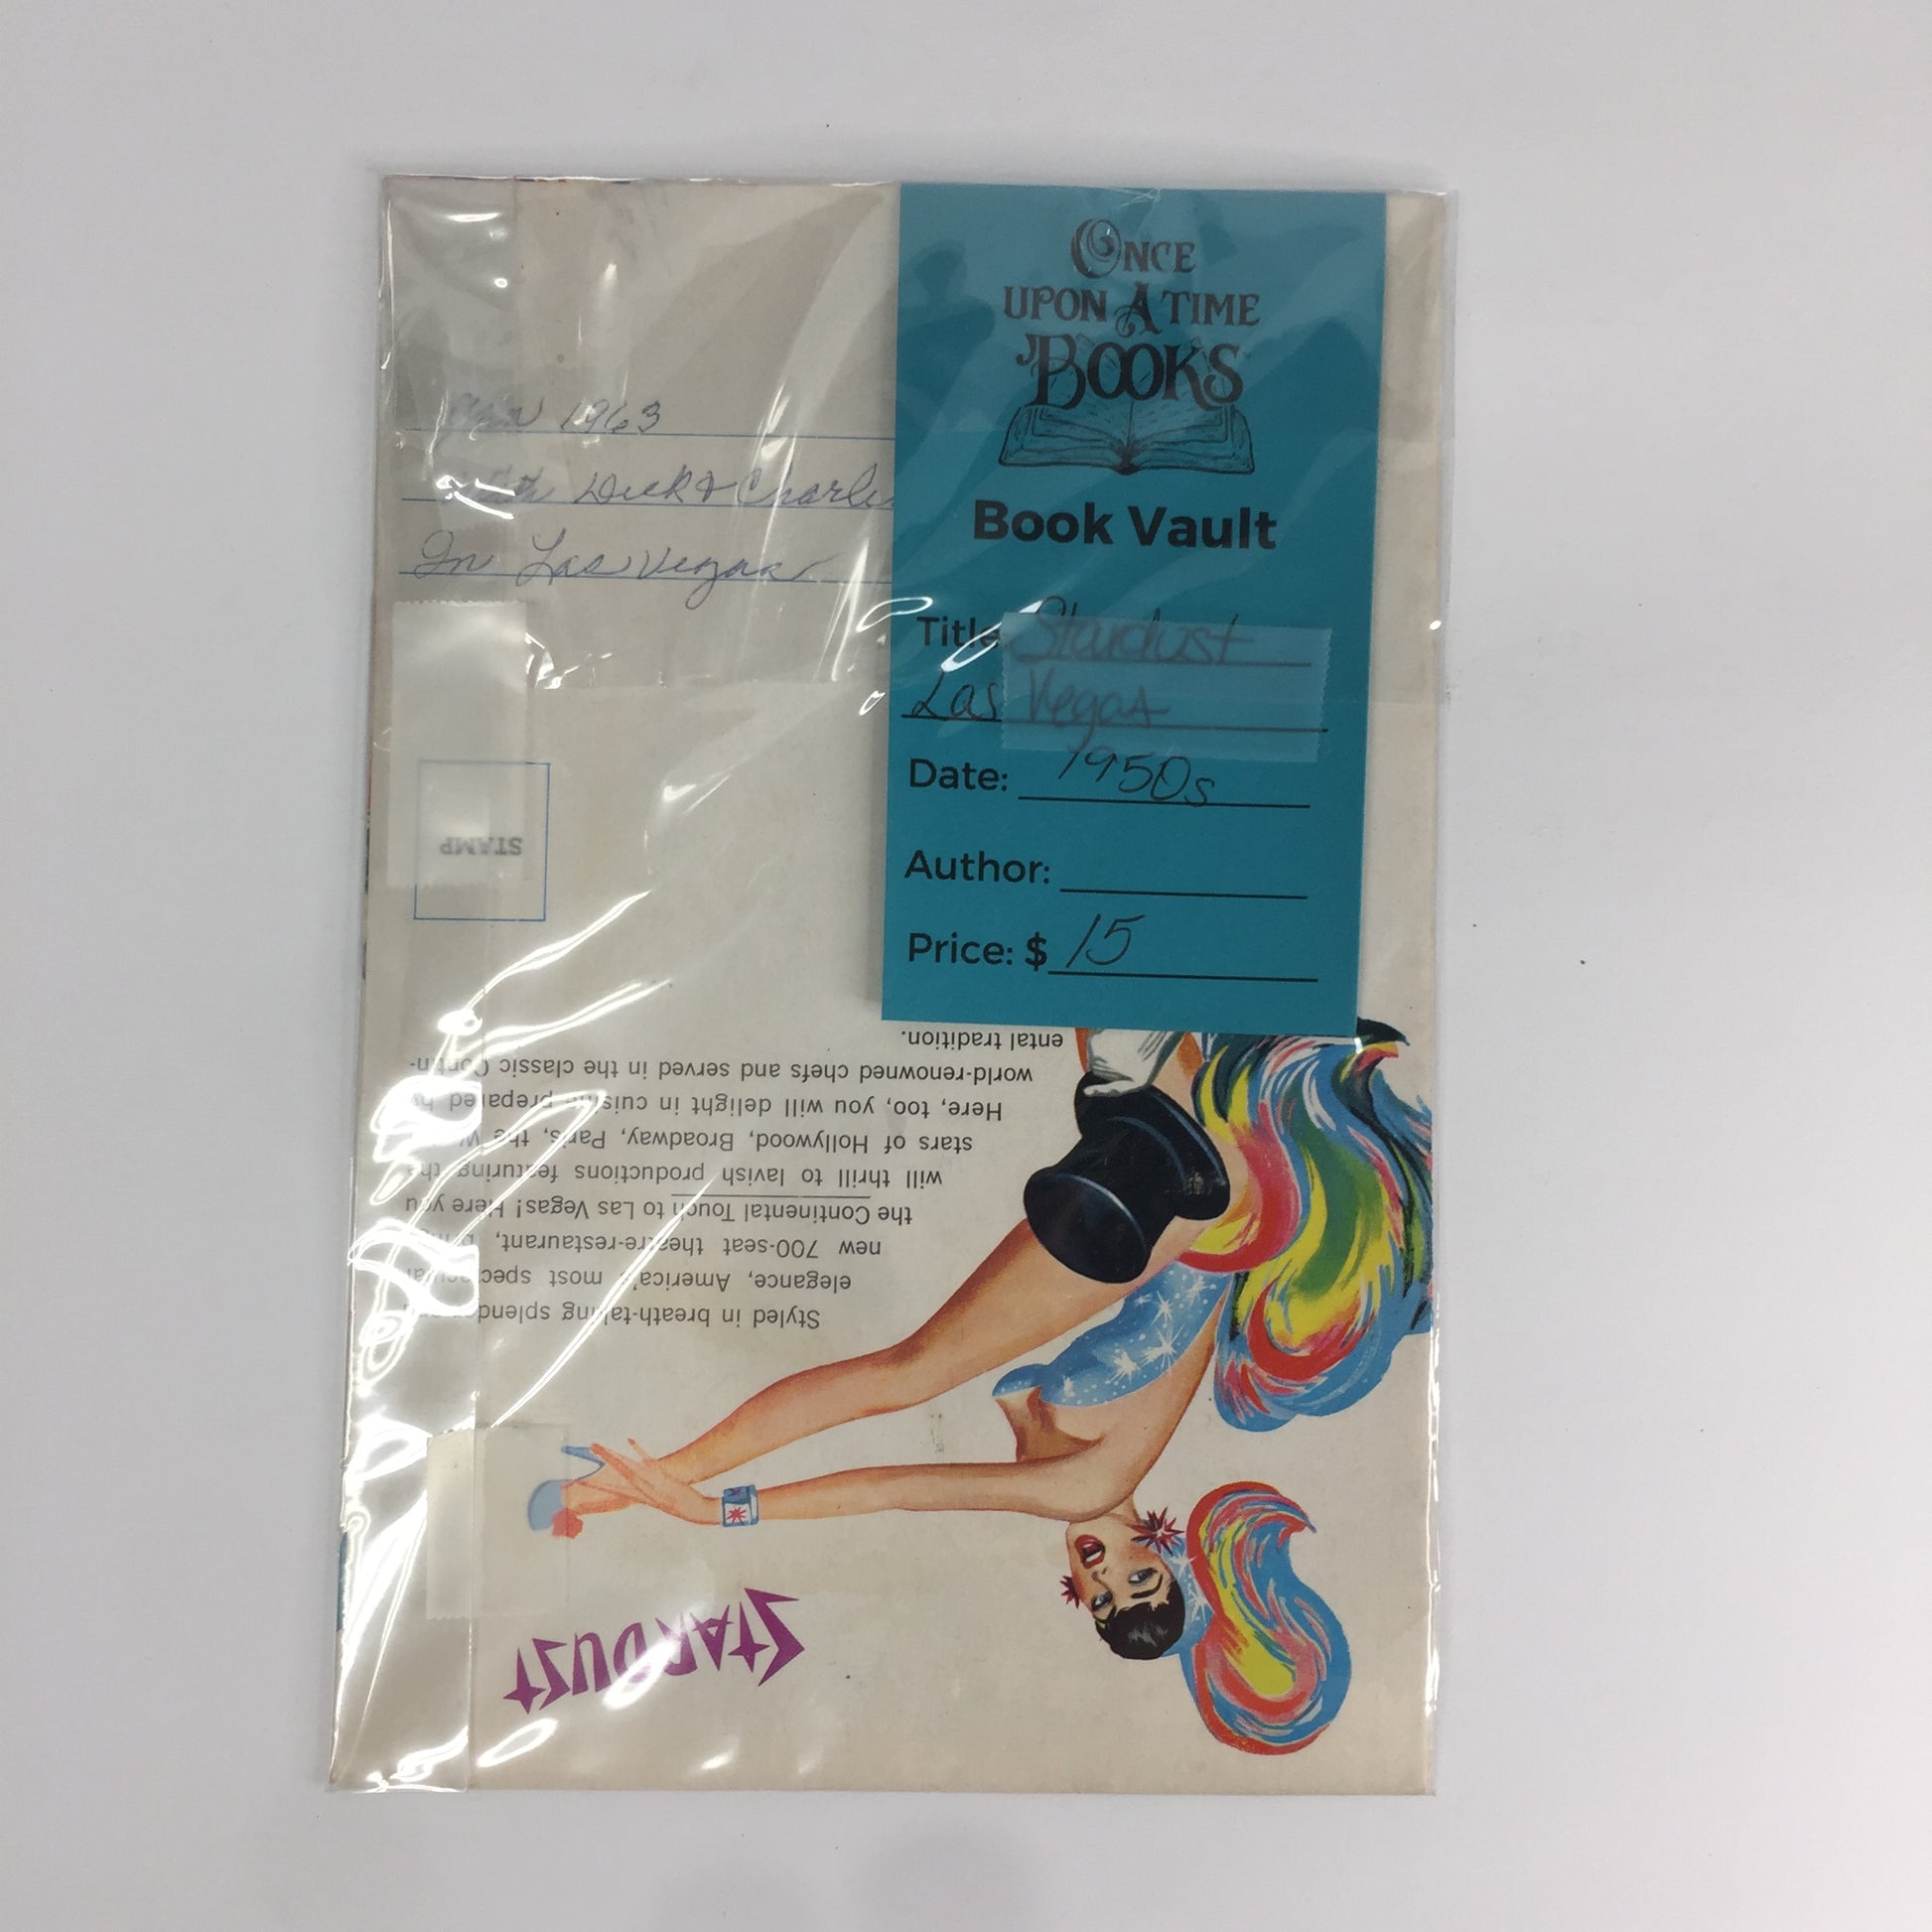 1963
Dick & Charle
In Las Vegas
ONCE
UPON A TIME
BOOKS
Book Vault
Title: Stardust
Las Vegas
Date: 1950s
Author:
Price: $ 15
STAMP
STARDUST
Styled in breath-taking
elegance, America's most spectacular
new 700-seat theatre-restaurant,
the Continental Touch to Las Vegas! Here you
will thrill to lavish productions featuring the
stars of Hollywood, Broadway, Paris, the
Here, too, you will delight in cuisine prepared by
world-renowned chefs and served in the classic Contin-
ental tradition.